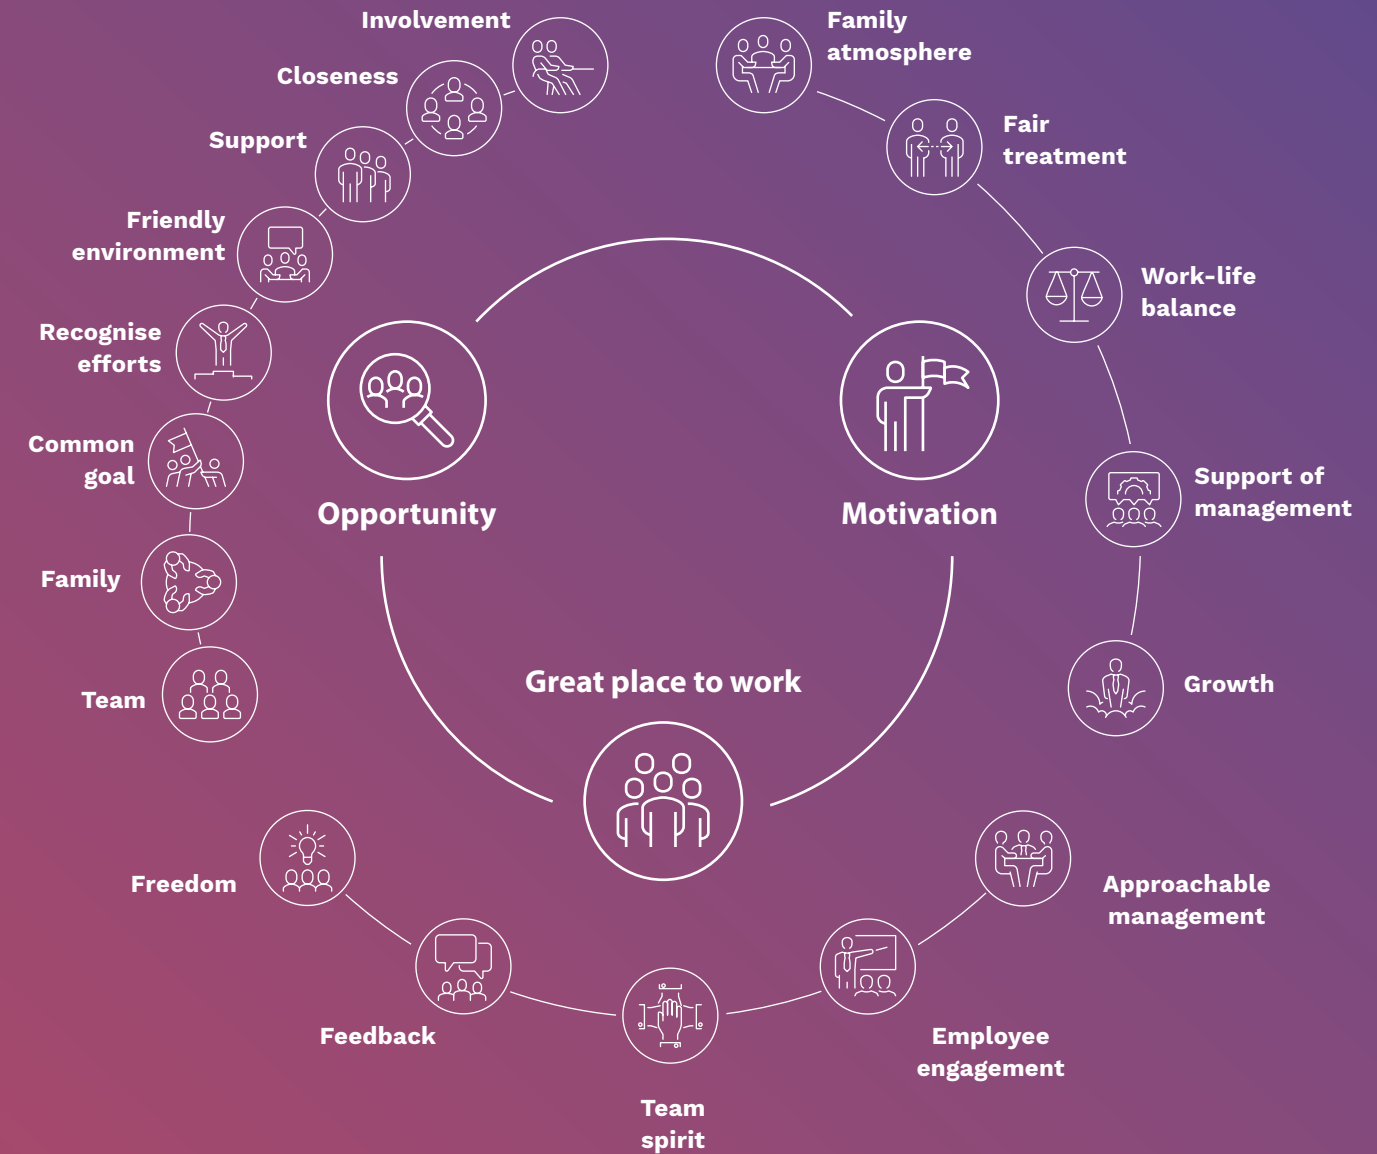 Involvement
Closeness
Support
Friendly
environment
Recognise
efforts
Common
goal
Family
Team
Family
atmosphere
Fair
treatment
Work-life
balance
Support of
management
Growth
Opportunity
Motivation
Great place to work
Freedom
Feedback
Team
spirit
Employee
engagement
Approachable
management